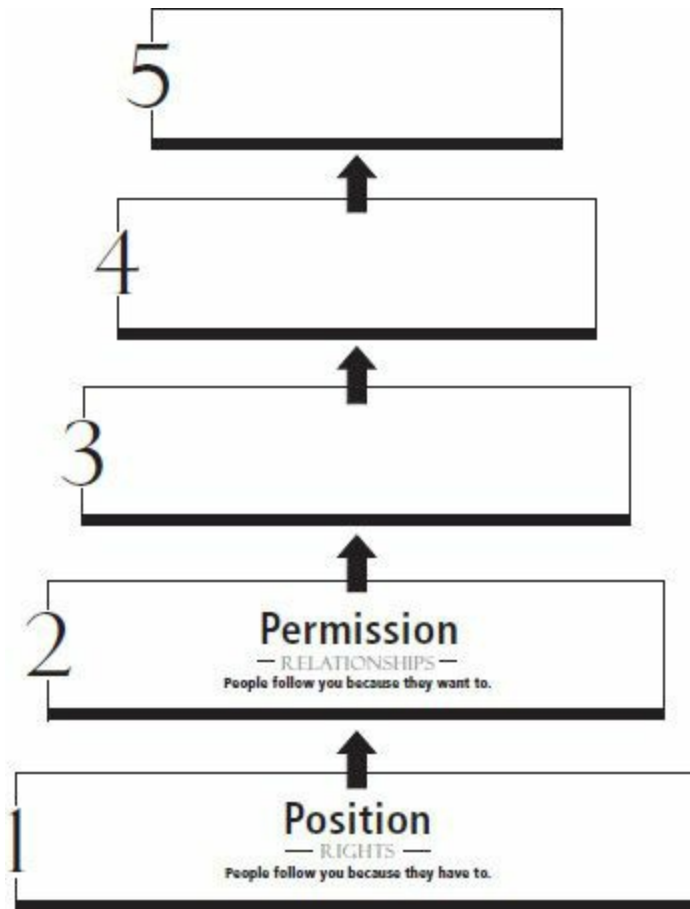 5
4
3
2
Permission
— RELATIONSHIPS —
People follow you because they want to.
1
Position
— RIGHTS —
People follow you because they have to.